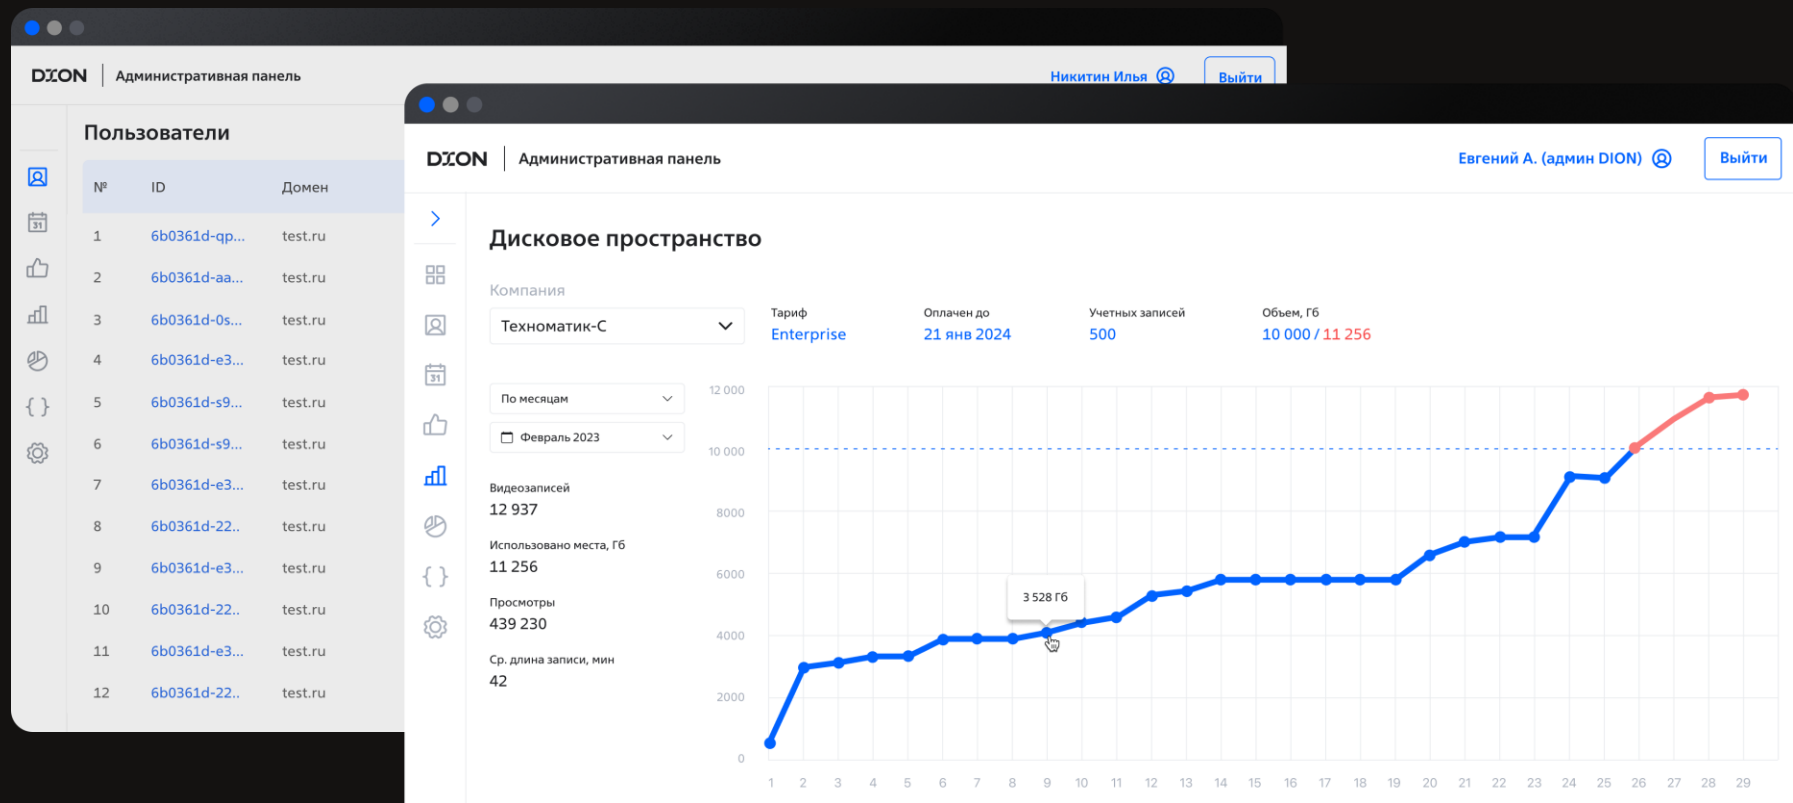 DION Административная панель
Никитин Илья
Выйти
Пользователи
№ ID Домен
1 6b0361d-qp... test.ru
2 6b0361d-aa... test.ru
3 6b0361d-0s... test.ru
4 6b0361d-e3... test.ru
5 6b0361d-s9... test.ru
6 6b0361d-s9... test.ru
7 6b0361d-e3... test.ru
8 6b0361d-22.. test.ru
9 6b0361d-e3... test.ru
10 6b0361d-22.. test.ru
11 6b0361d-e3... test.ru
12 6b0361d-22.. test.ru
31
DION Административная панель
Евгений А. (админ DION)
Выйти
31
Дисковое пространство
Компания
Техноматик-С
Тариф
Enterprise
Оплачен до
21 янв 2024
Учетных записей
500
Объем, Гб
10 000 / 11 256
По месяцам
Февраль 2023
Видеозаписей
12 937
Использовано места, Гб
11 256
Просмотры
439 230
Ср. длина записи, мин
42
12 000
10 000
8000
6000
4000
2000
0
3 528 Гб
1 2 3 4 5 6 7 8 9 10 11 12 13 14 15 16 17 18 19 20 21 22 23 24 25 26 27 28 29